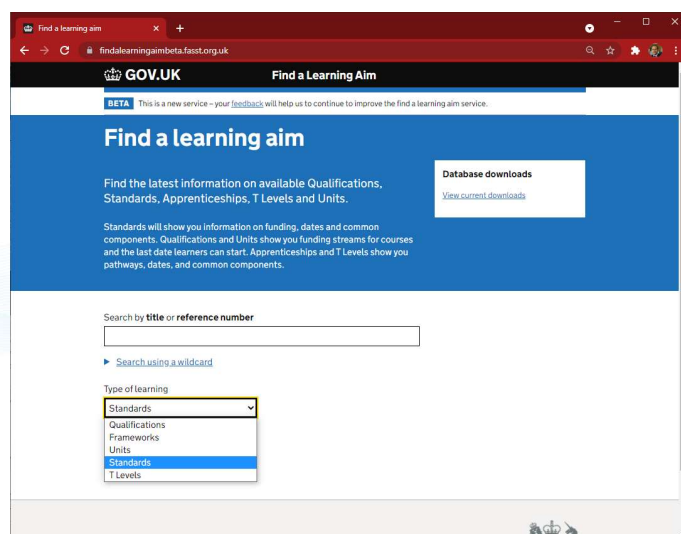 Find a learning aim
findalearningaimbeta.fasst.org.uk
GOV.UK
Find a Learning Aim
BETA This is a new service – your feedback will help us to continue to improve the find a learning aim service.
Find a learning aim
Find the latest information on available Qualifications,
Standards, Apprenticeships, T Levels and Units.
Standards will show you information on funding, dates and common
components. Qualifications and Units show you funding streams for courses
and the last date learners can start. Apprenticeships and T Levels show you
pathways, dates, and common components.
Database downloads
View current downloads
Search by title or reference number
Search using a wildcard
Type of learning
Standards
Qualifications
Frameworks
Units
Standards
T Levels